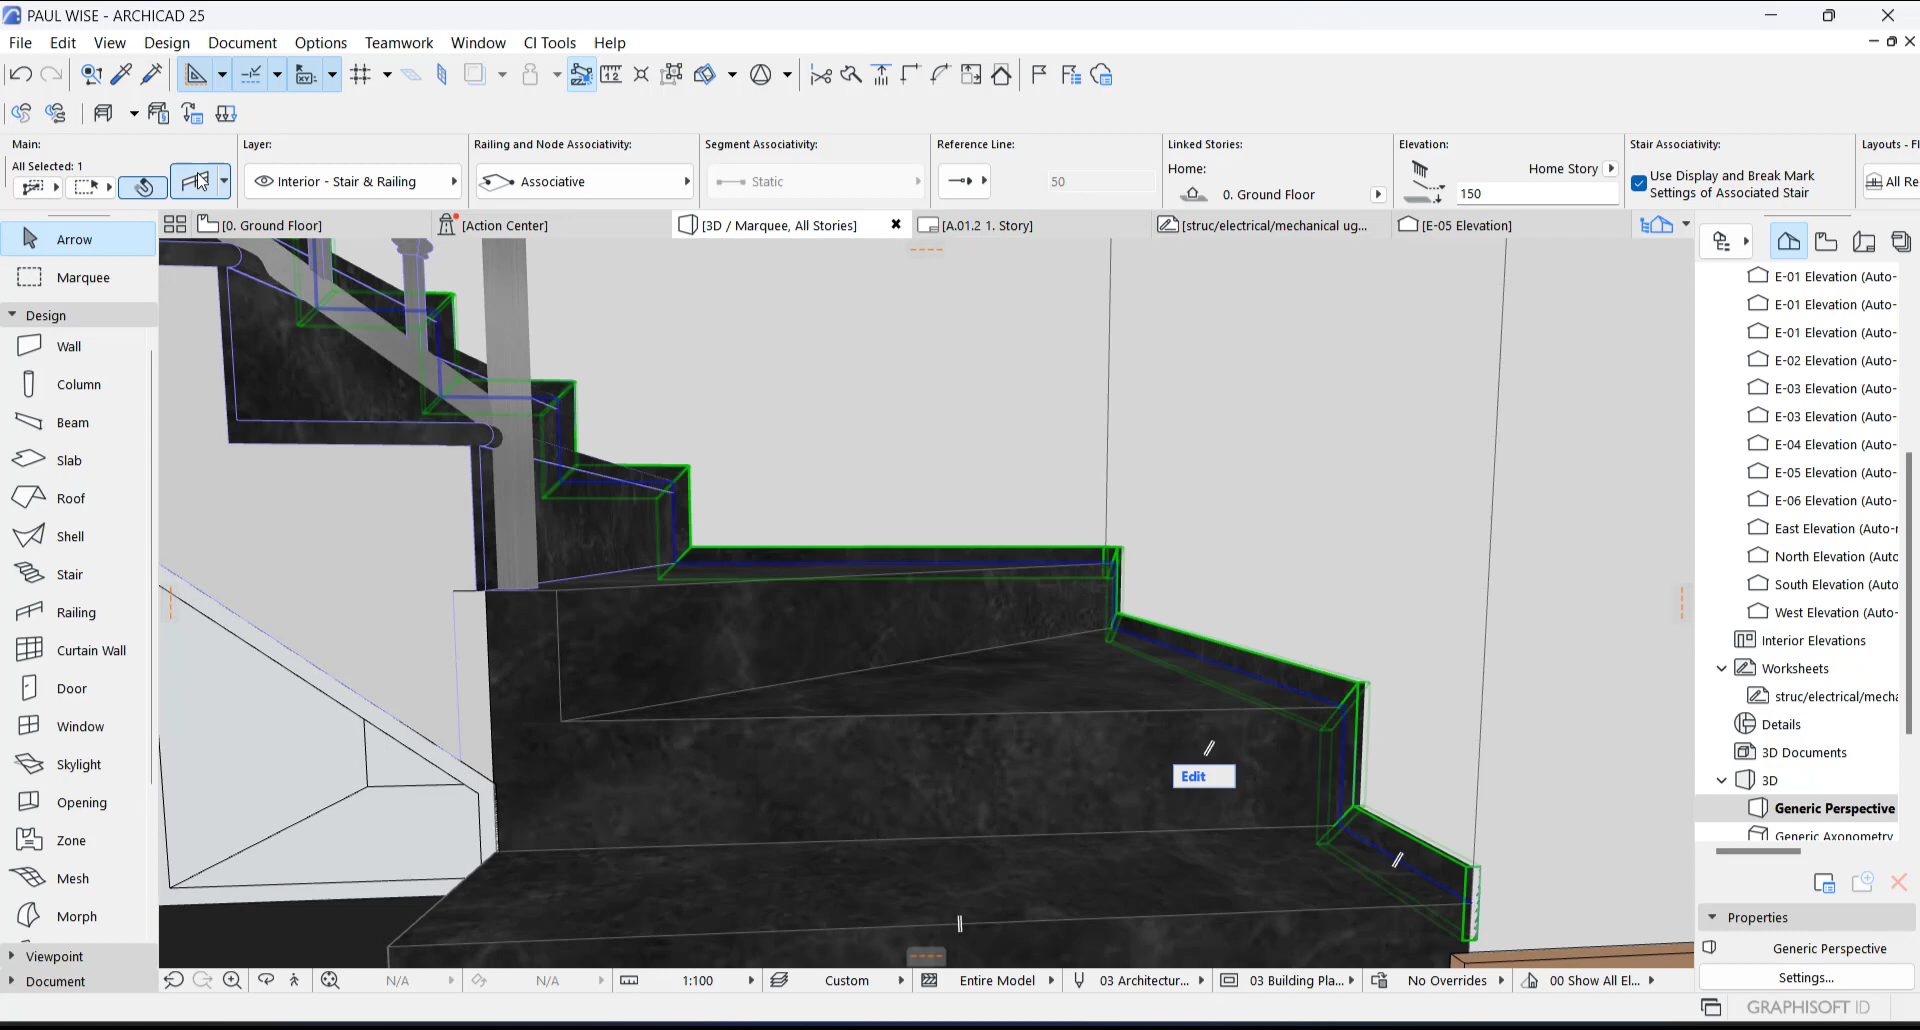 PAUL WISE - ARCHICAD 25
File Edit View Design Document Options Teamwork Window CI Tools Help
Main:
All Selected: 1
Layer:
Interior - Stair & Railing
Railing and Node Associativity:
Associative
Segment Associativity:
Static
Reference Line:
50
Linked Stories:
Home:
0. Ground Floor
Elevation:
Home Story
150
Stair Associativity:
Use Display and Break Mark
Settings of Associated Stair
Layouts - Fl
All Re
[0. Ground Floor]
[Action Center]
[3D / Marquee, All Stories]
[A.01.2 1. Story]
[struc/electrical/mechanical ug...
[E-05 Elevation]
Arrow
Marquee
Design
Wall
Column
Beam
Slab
Roof
Shell
Stair
Railing
Curtain Wall
Door
Window
Skylight
Opening
Zone
Mesh
Morph
Viewpoint
Document
Edit
E-01 Elevation (Auto-
E-01 Elevation (Auto-
E-01 Elevation (Auto-
E-02 Elevation (Auto-
E-03 Elevation (Auto-
E-03 Elevation (Auto-
E-04 Elevation (Auto-
E-05 Elevation (Auto-
E-06 Elevation (Auto-
East Elevation (Auto-r
North Elevation (Auto
South Elevation (Auto
West Elevation (Auto-
Interior Elevations
Worksheets
struc/electrical/mecha
Details
3D Documents
3D
Generic Perspective
Generic Axonometry
Properties
Generic Perspective
Settings...
N/A
N/A
1:100
Custom
Entire Model
03 Architectur...
03 Building Pla...
No Overrides
00 Show All El...
GRAPHISOFT ID